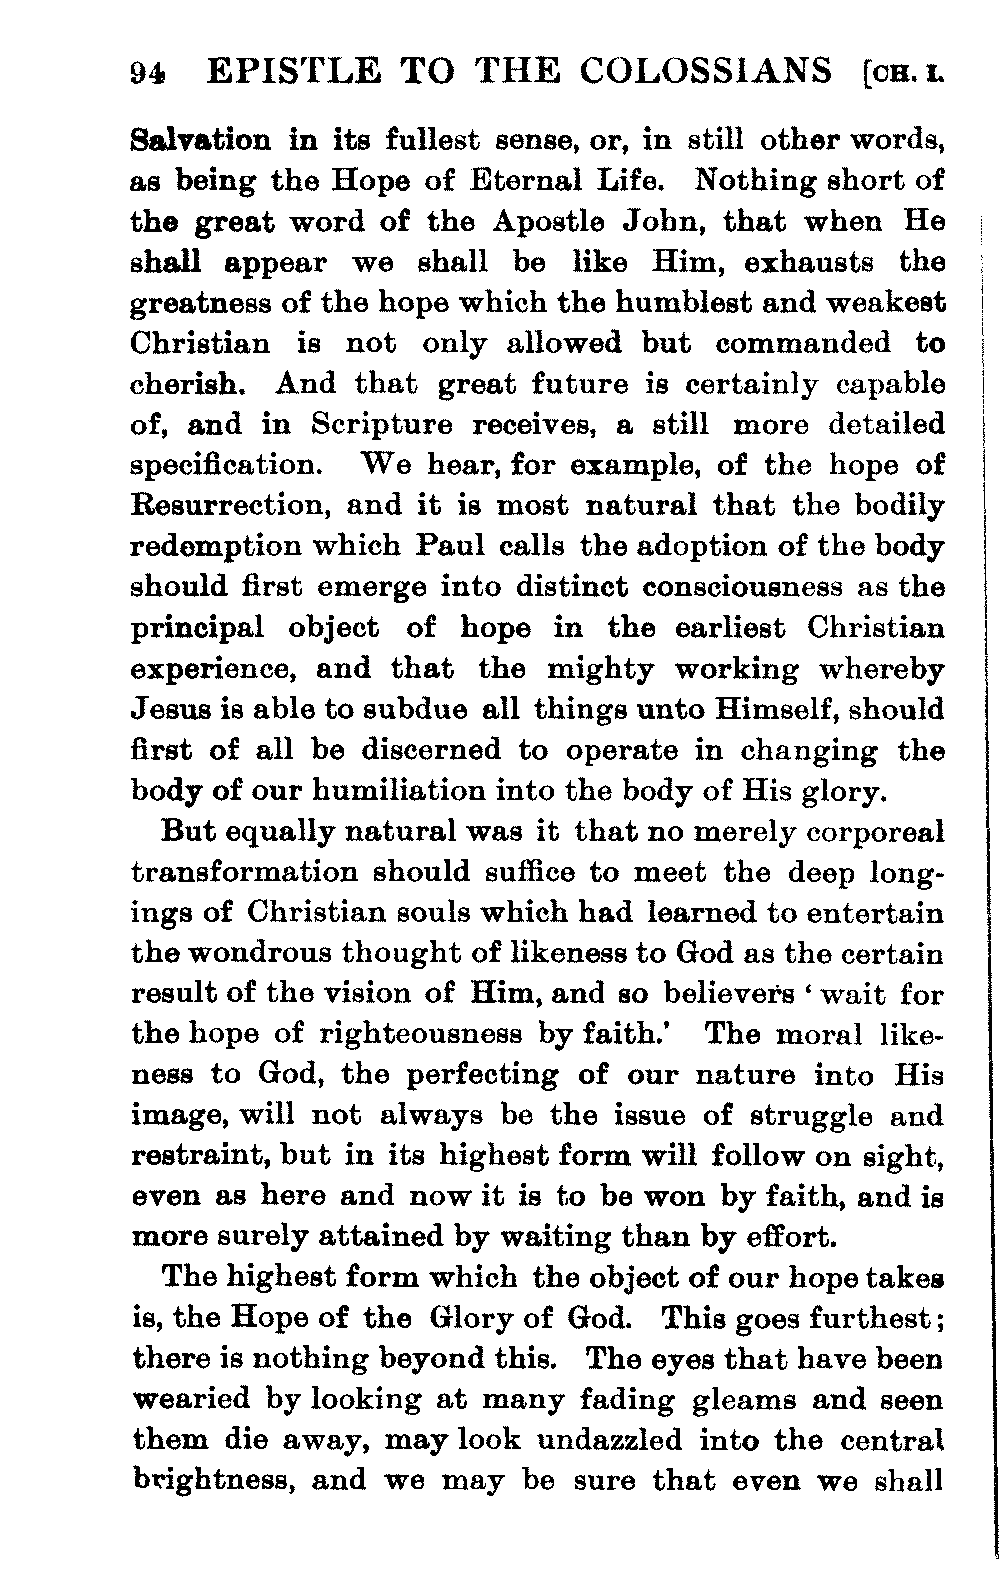 94 EPISTLE TO THE COLOSSIANS [CH. I.
Salvation in its fullest sense, or, in still other words,
as being the Hope of Eternal Life. Nothing short of
the great word of the Apostle John, that when He
shall appear we shall be like Him, exhausts the
greatness of the hope which the humblest and weakest
Christian is not only allowed but commanded to
cherish. And that great future is certainly capable
of, and in Scripture receives, a still more detailed
specification. We hear, for example, of the hope of
Resurrection, and it is most natural that the bodily
redemption which Paul calls the adoption of the body
should first emerge into distinct consciousness as the
principal object of hope in the earliest Christian
experience, and that the mighty working whereby
Jesus is able to subdue all things unto Himself, should
first of all be discerned to operate in changing the
body of our humiliation into the body of His glory.
But equally natural was it that no merely corporeal
transformation should suffice to meet the deep long-
ings of Christian souls which had learned to entertain
the wondrous thought of likeness to God as the certain
result of the vision of Him, and so believers ‘wait for
the hope of righteousness by faith.’ The moral like-
ness to God, the perfecting of our nature into His
image, will not always be the issue of struggle and
restraint, but in its highest form will follow on sight,
even as here and now it is to be won by faith, and is
more surely attained by waiting than by effort.
The highest form which the object of our hope takes
is, the Hope of the Glory of God. This goes furthest;
there is nothing beyond this. The eyes that have been
wearied by looking at many fading gleams and seen
them die away, may look undazzled into the central
brightness, and we may be sure that even we shall